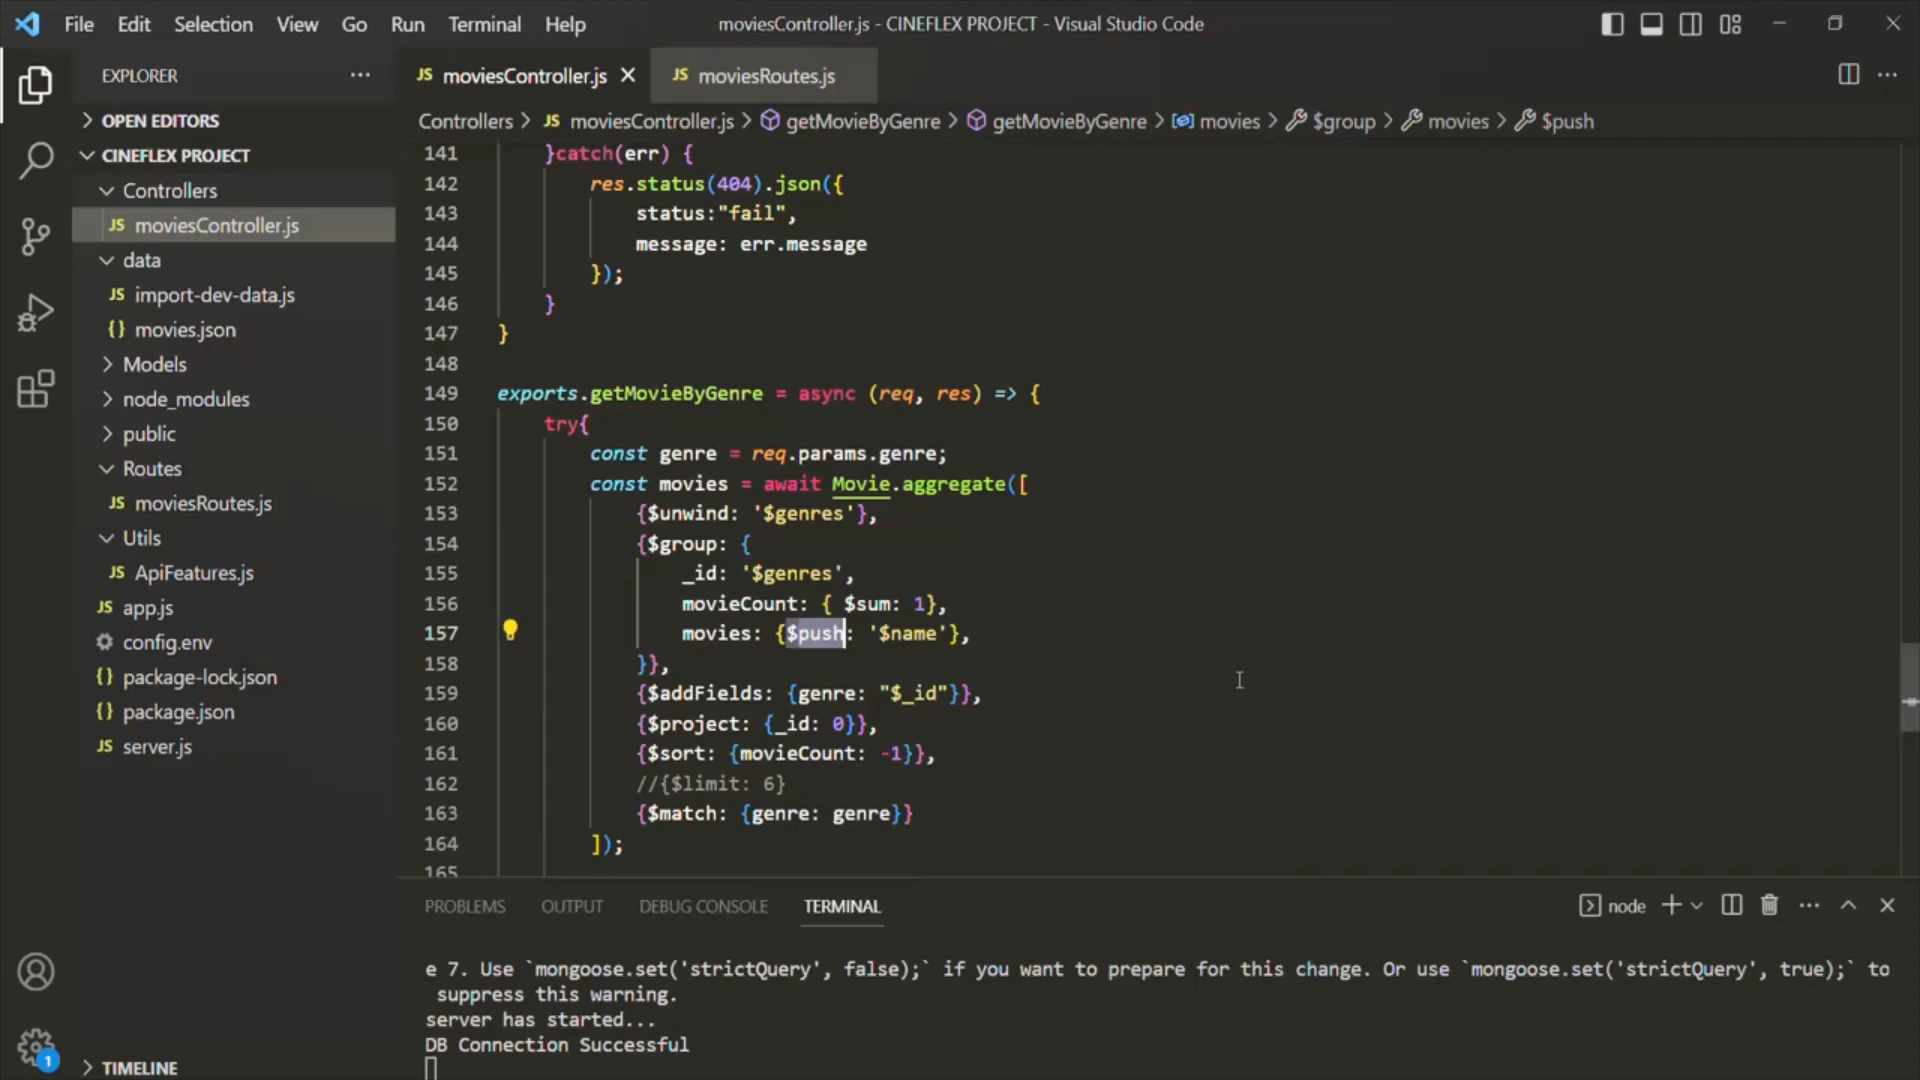 File Edit Selection View Go Run Terminal Help moviesController.js - CINEFLEX PROJECT - Visual Studio Code
EXPLORER
OPEN EDITORS
CINEFLEX PROJECT
Controllers
JS moviesController.js
data
JS import-dev-data.js
{} movies.json
Models
node_modules
public
Routes
JS moviesRoutes.js
Utils
JS ApiFeatures.js
JS app.js
config.env
{} package-lock.json
{} package.json
JS server.js
TIMELINE
1
JS moviesController.js JS moviesRoutes.js
Controllers > JS moviesController.js > getMovieByGenre > getMovieByGenre > movies > $group > movies > $push
141 }catch(err) {
142 res.status(404).json({
143 status:"fail",
144 message: err.message
145 });
146 }
147 }
148
149 exports.getMovieByGenre = async (req, res) => {
150 try{
151 const genre = req.params.genre;
152 const movies = await Movie.aggregate([
153 {$unwind: '$genres'},
154 {$group: {
155 _id: '$genres',
156 movieCount: { $sum: 1},
157 movies: {$push: '$name'},
158 }},
159 {$addFields: {genre: "$_id"}},
160 {$project: {_id: 0}},
161 {$sort: {movieCount: -1}},
162 //{$limit: 6}
163 {$match: {genre: genre}}
164 ]);
165
PROBLEMS OUTPUT DEBUG CONSOLE TERMINAL node
e 7. Use `mongoose.set('strictQuery', false);` if you want to prepare for this change. Or use `mongoose.set('strictQuery', true);` to
suppress this warning.
server has started...
DB Connection Successful